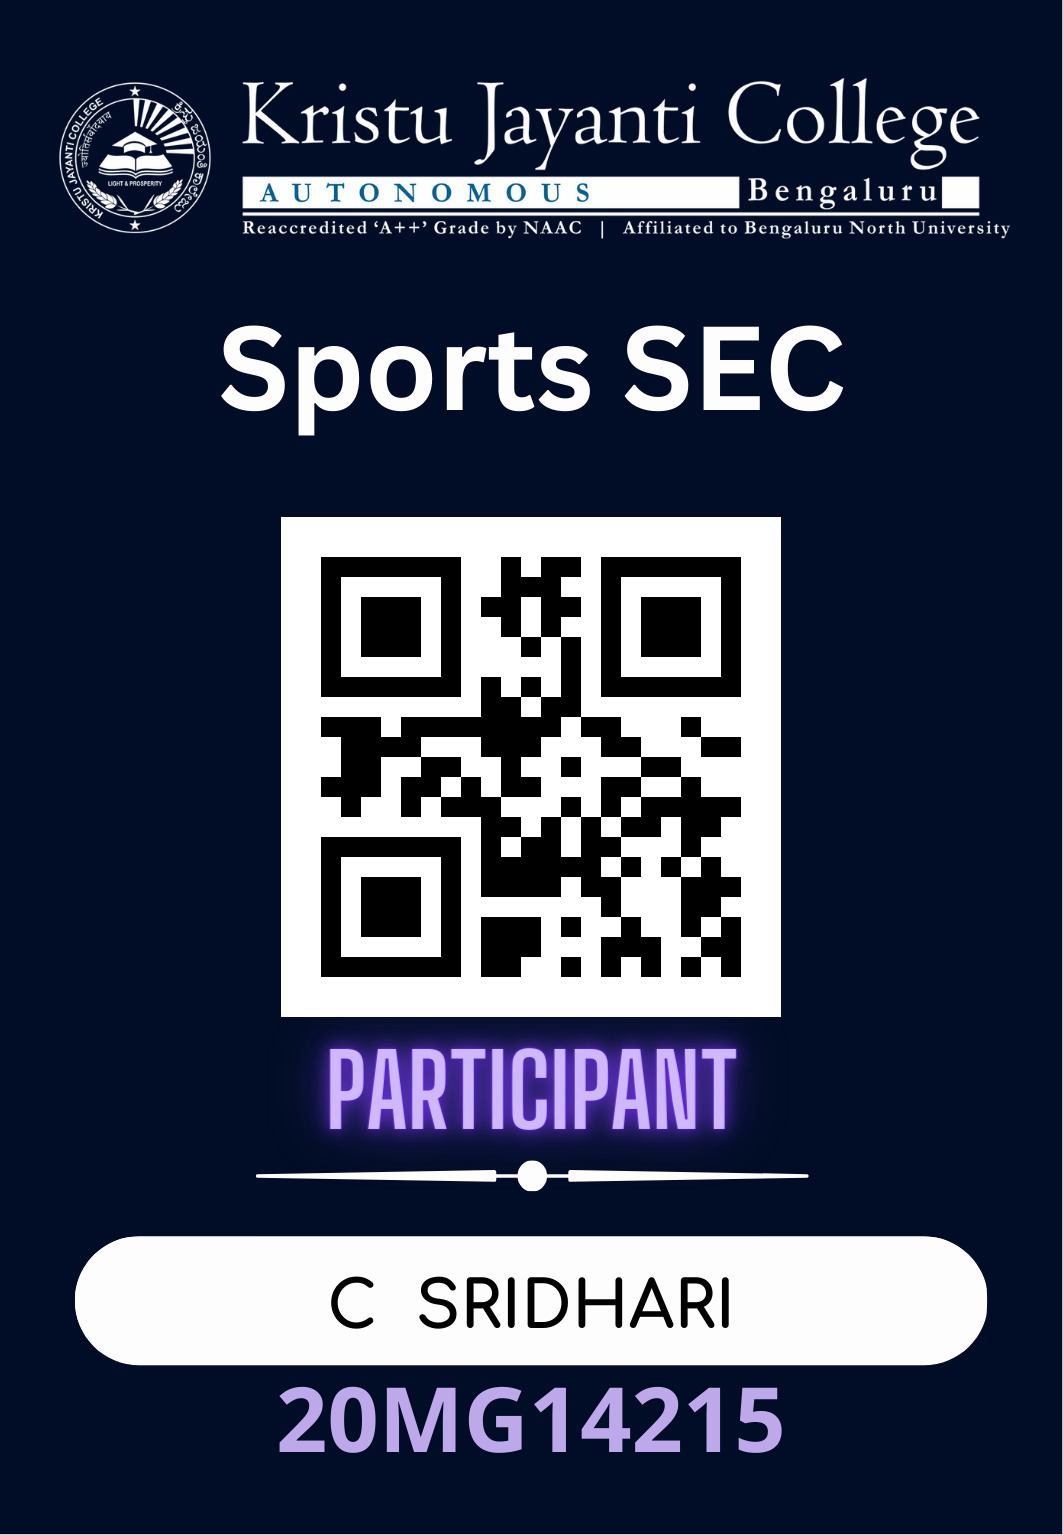 Kristu Jayanti College
AUTONOMOUS Bengaluru
Reaccredited ‘A++’ Grade by NAAC | Affiliated to Bengaluru North University
KRISTU JAYANTI COLLEGE
LIGHT & PROSPERITY
Sports SEC
PARTICIPANT
C SRIDHARI
20MG14215